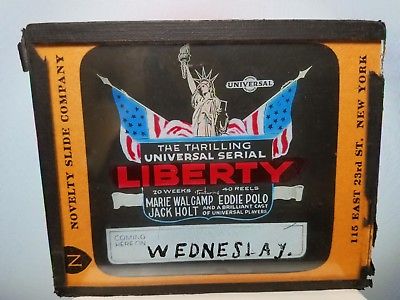 NOVELTY SLIDE COMPANY
UNIVERSAL
THE THRILLING
UNIVERSAL SERIAL
LIBERTY
20 WEEKS featuring 40 REELS
MARIE WALCAMP EDDIE POLO
JACK HOLT AND A BRILLIANT CAST
OF UNIVERSAL PLAYERS
COMING
HERE ON
WEDNESLAY.
N
115 EAST 23rd ST. NEW YORK